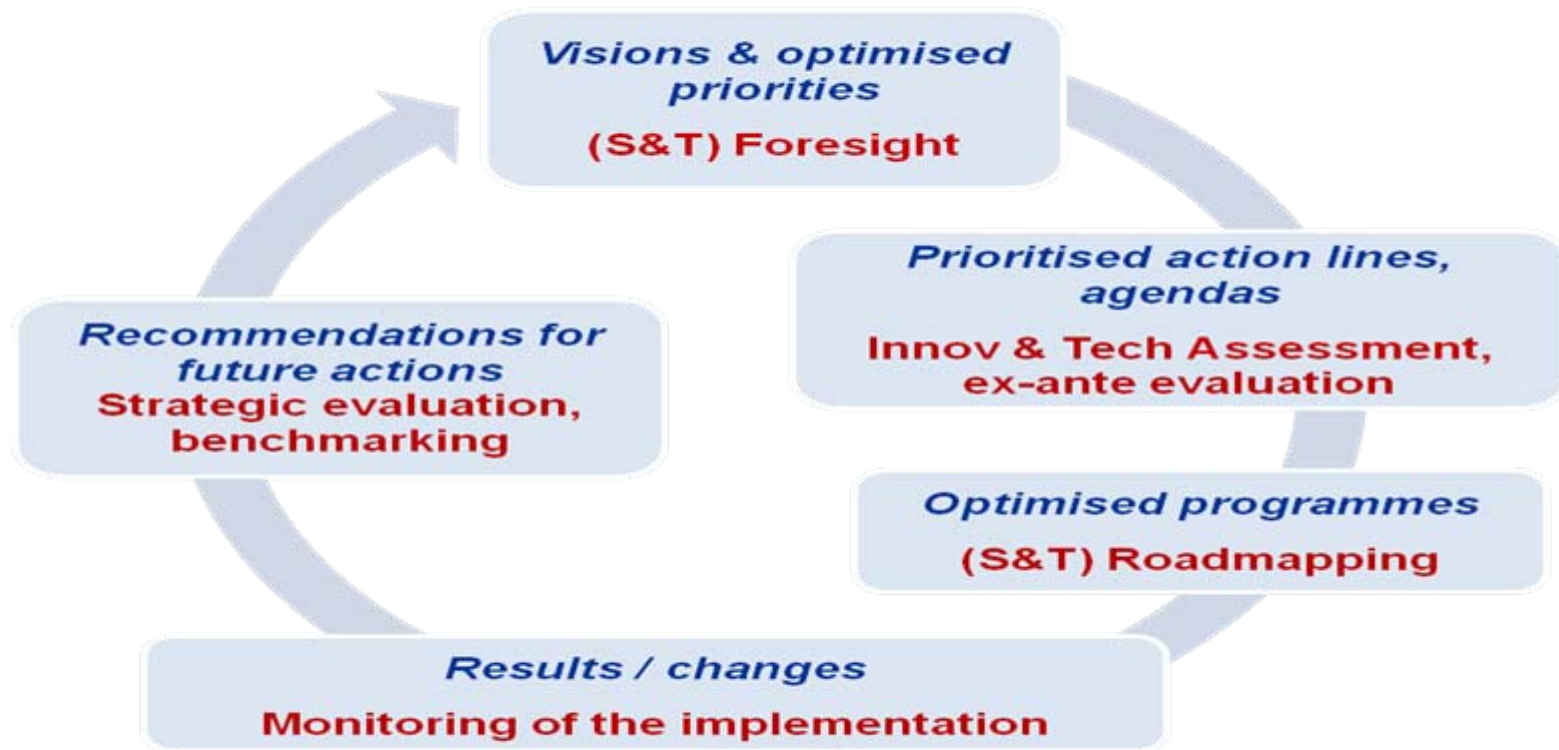 Visions & optimised
priorities
(S&T) Foresight
Prioritised action lines,
agendas
Innov & Tech Assessment,
ex-ante evaluation
Recommendations for
future actions
Strategic evaluation,
benchmarking
Optimised programmes
(S&T) Roadmapping
Results / changes
Monitoring of the implementation